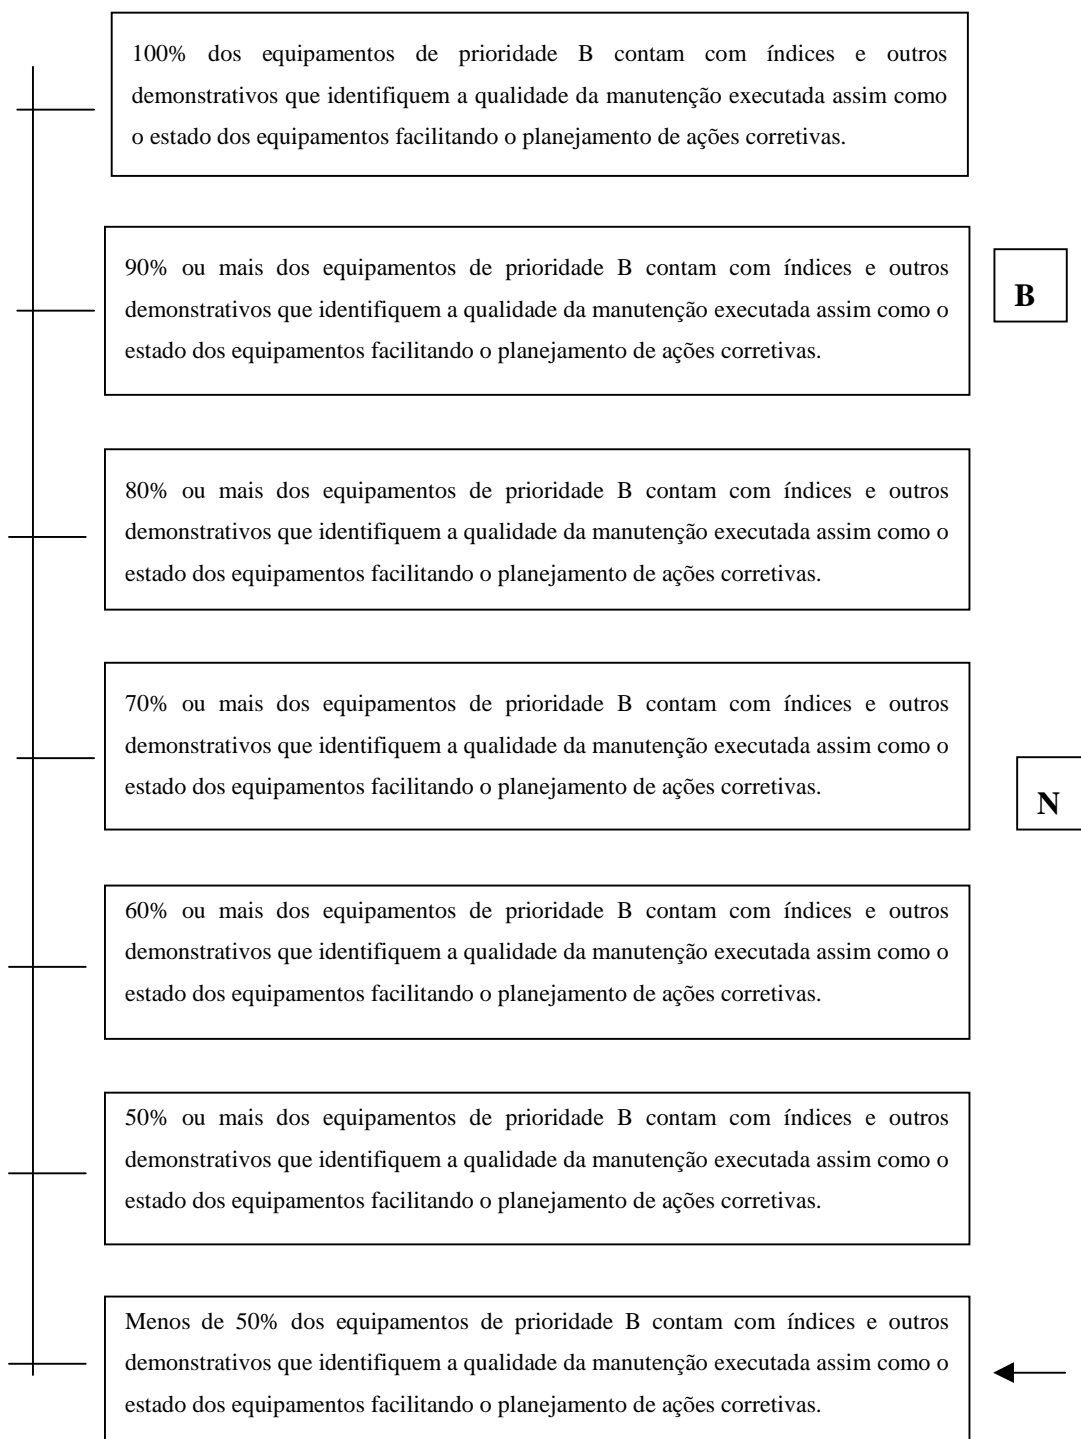 100% dos equipamentos de prioridade B contam com índices e outros
demonstrativos que identifiquem a qualidade da manutenção executada assim como
o estado dos equipamentos facilitando o planejamento de ações corretivas.
90% ou mais dos equipamentos de prioridade B contam com índices e outros
demonstrativos que identifiquem a qualidade da manutenção executada assim como o
estado dos equipamentos facilitando o planejamento de ações corretivas.
B
80% ou mais dos equipamentos de prioridade B contam com índices e outros
demonstrativos que identifiquem a qualidade da manutenção executada assim como o
estado dos equipamentos facilitando o planejamento de ações corretivas.
70% ou mais dos equipamentos de prioridade B contam com índices e outros
demonstrativos que identifiquem a qualidade da manutenção executada assim como o
estado dos equipamentos facilitando o planejamento de ações corretivas.
N
60% ou mais dos equipamentos de prioridade B contam com índices e outros
demonstrativos que identifiquem a qualidade da manutenção executada assim como o
estado dos equipamentos facilitando o planejamento de ações corretivas.
50% ou mais dos equipamentos de prioridade B contam com índices e outros
demonstrativos que identifiquem a qualidade da manutenção executada assim como o
estado dos equipamentos facilitando o planejamento de ações corretivas.
Menos de 50% dos equipamentos de prioridade B contam com índices e outros
demonstrativos que identifiquem a qualidade da manutenção executada assim como o
estado dos equipamentos facilitando o planejamento de ações corretivas.